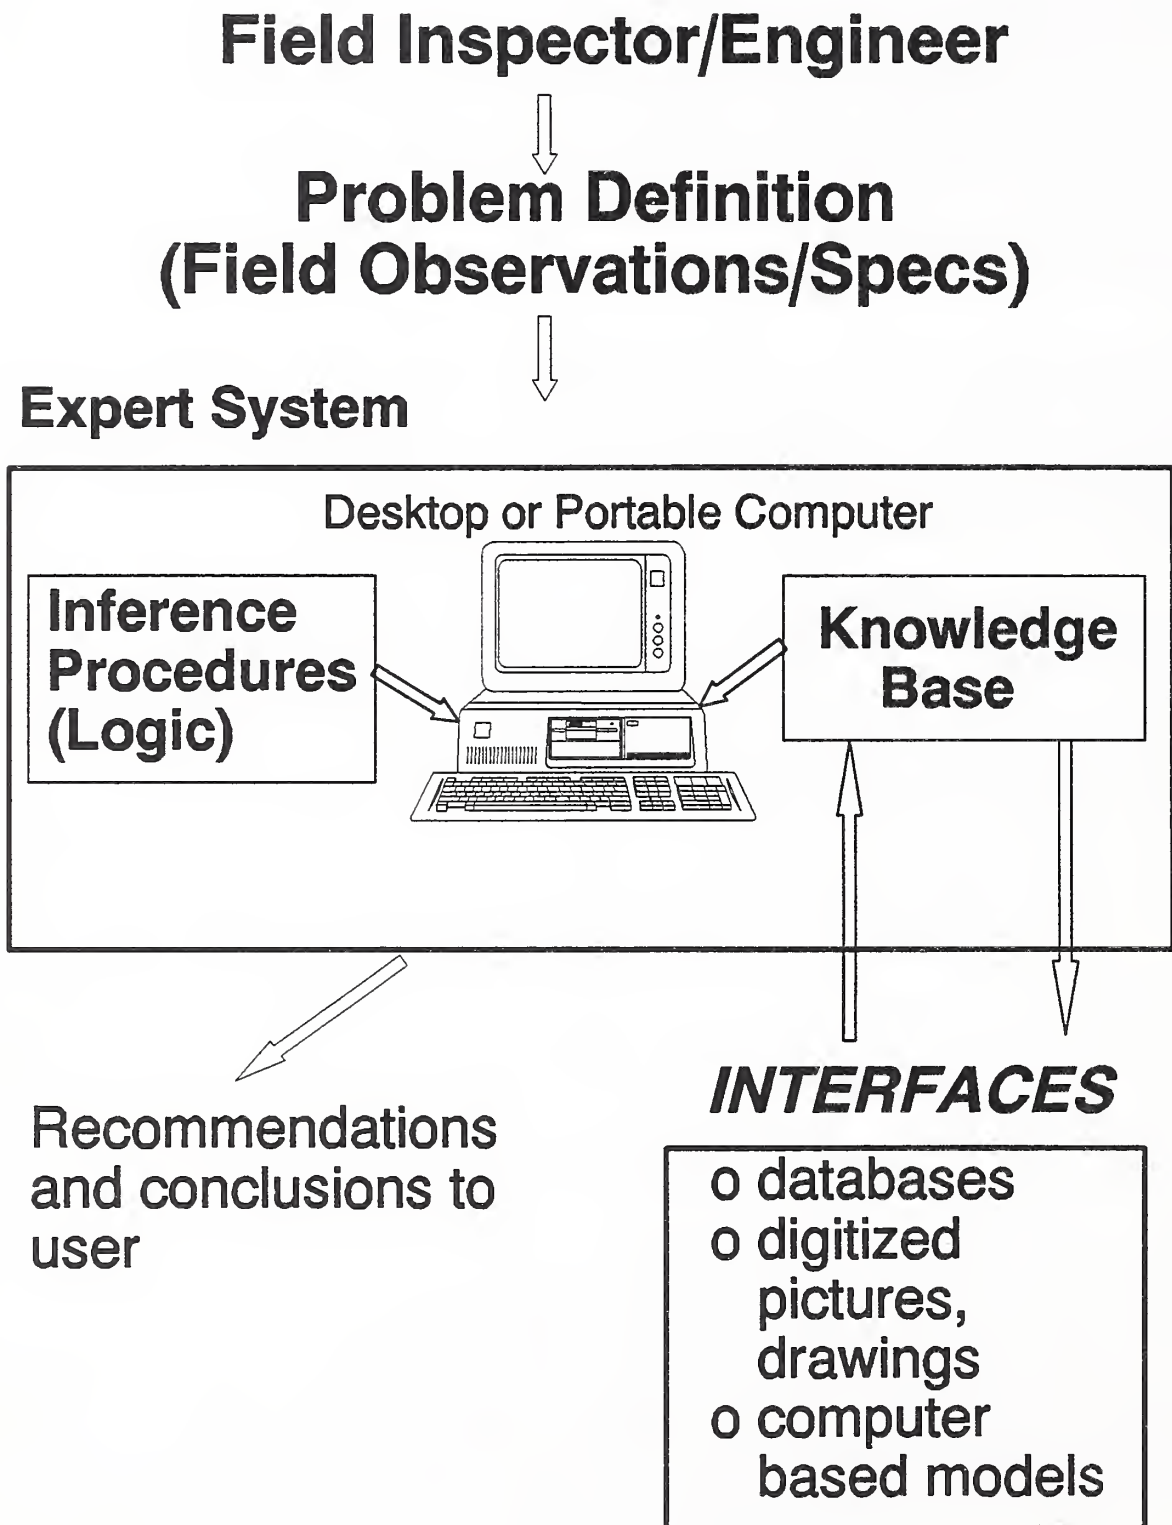 Field Inspector/Engineer
Problem Definition
(Field Observations/Specs)
Expert System
Desktop or Portable Computer
Inference
Procedures
(Logic)
Knowledge
Base
Recommendations
and conclusions to
user
INTERFACES
o databases
o digitized
pictures,
drawings
o computer
based models